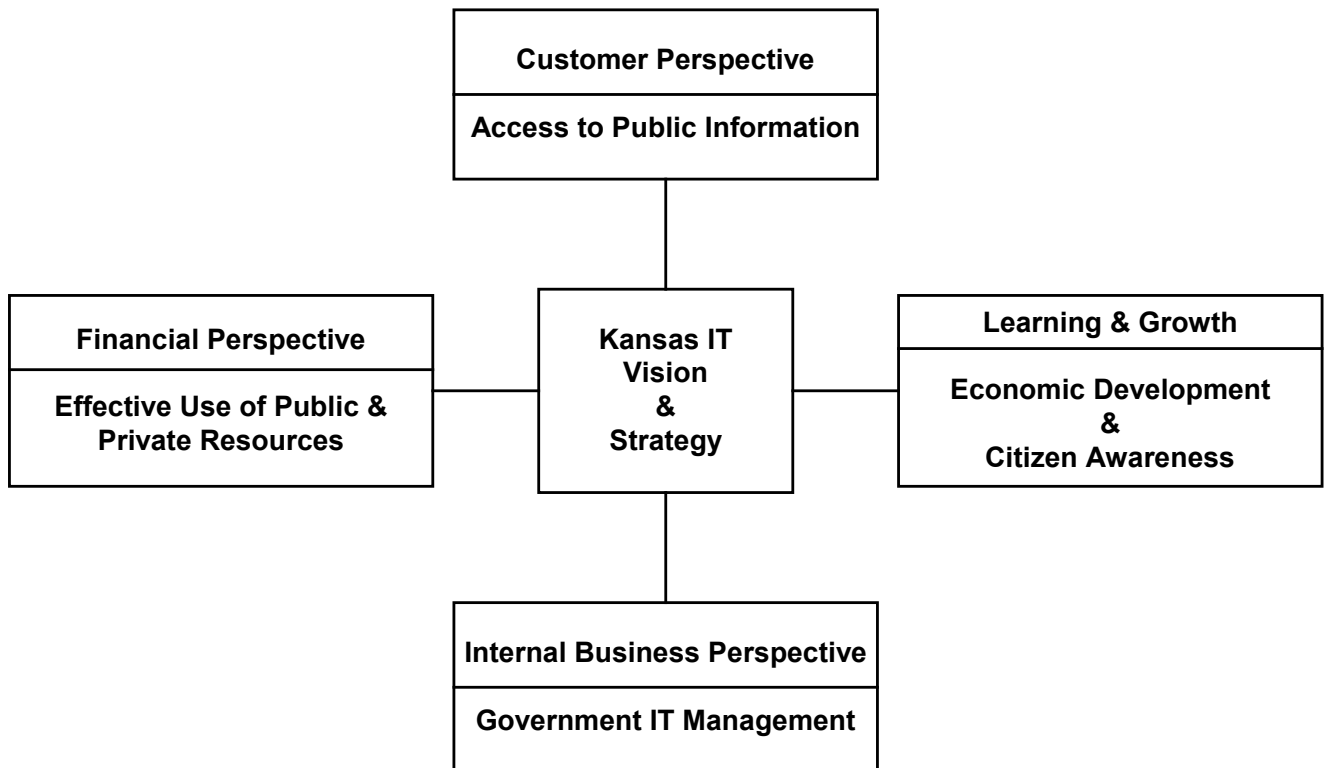 Customer Perspective
Access to Public Information
Financial Perspective
Effective Use of Public &
Private Resources
Kansas IT
Vision
&
Strategy
Learning & Growth
Economic Development
&
Citizen Awareness
Internal Business Perspective
Government IT Management